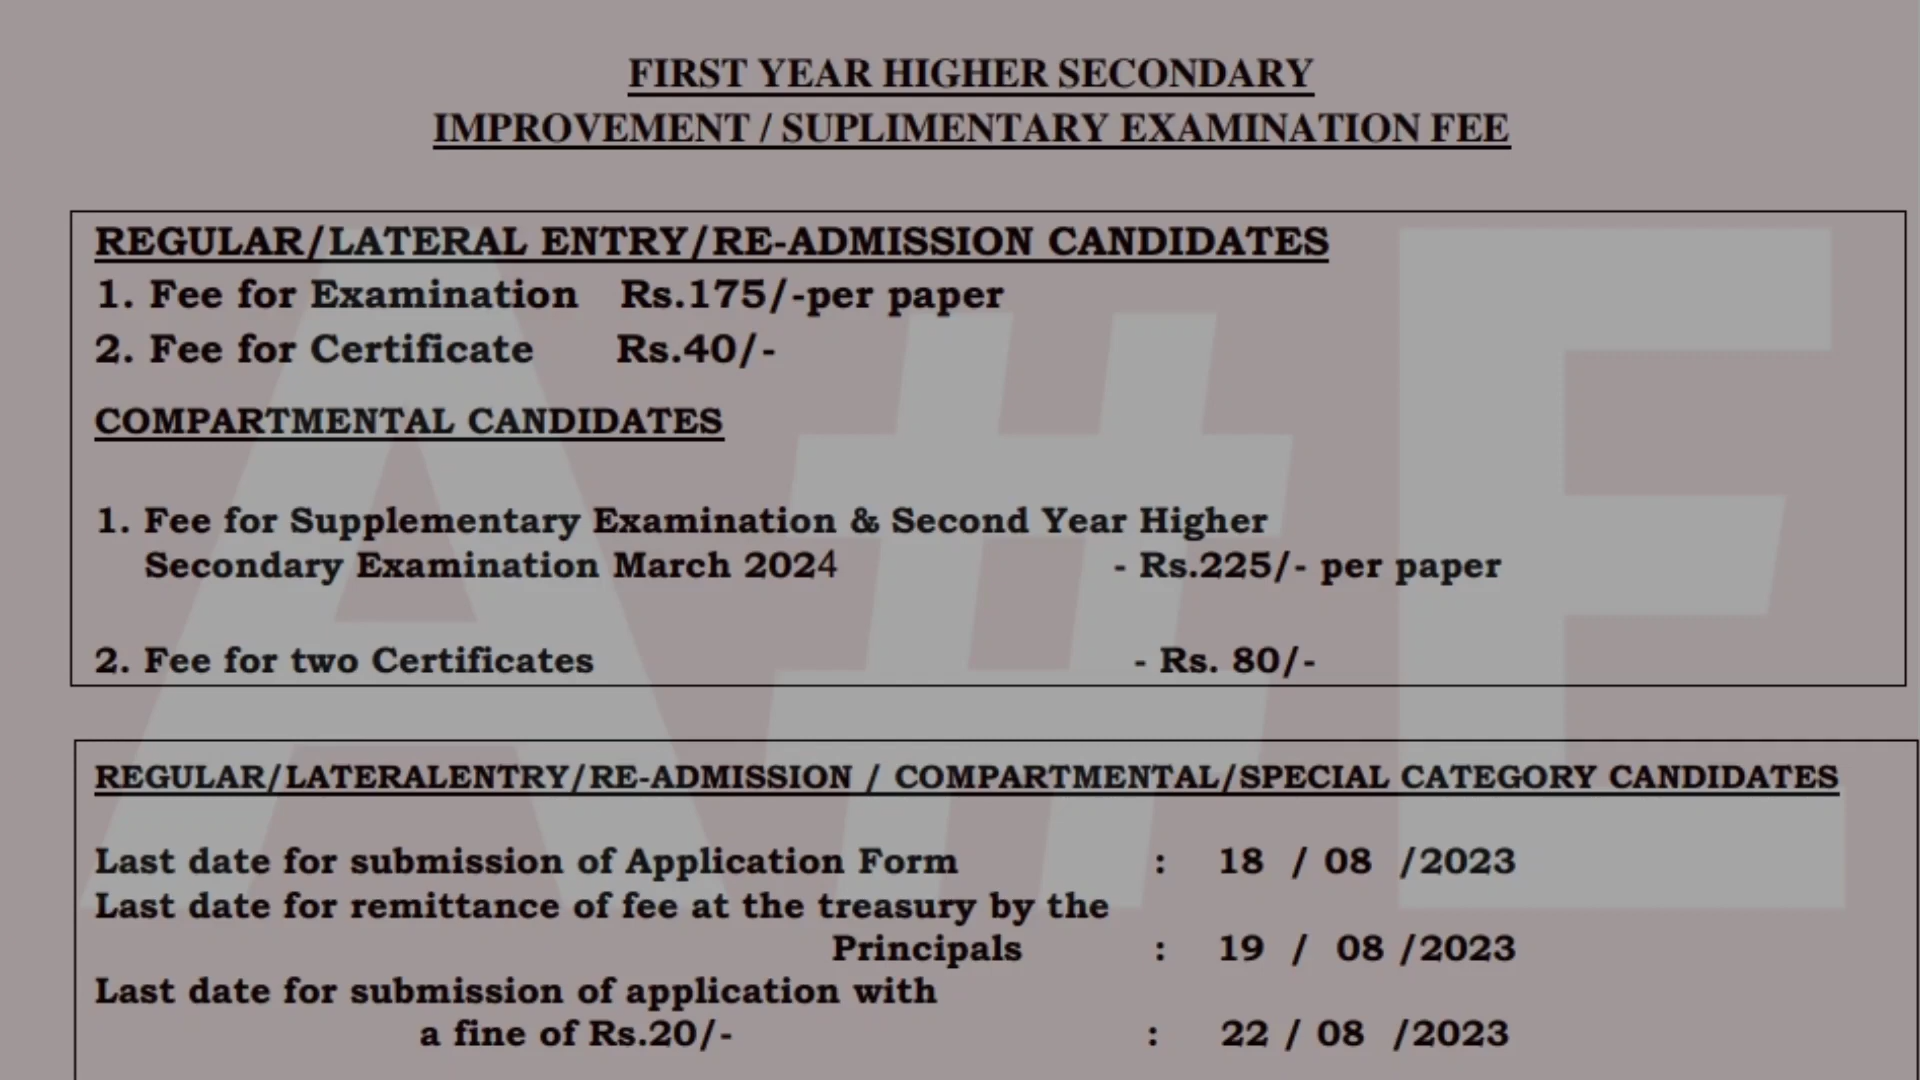 FIRST YEAR HIGHER SECONDARY
IMPROVEMENT / SUPLIMENTARY EXAMINATION FEE
REGULAR/LATERAL ENTRY/RE-ADMISSION CANDIDATES
1. Fee for Examination Rs.175/-per paper
2. Fee for Certificate Rs.40/-
COMPARTMENTAL CANDIDATES
1. Fee for Supplementary Examination & Second Year Higher
Secondary Examination March 2024 - Rs.225/- per paper
2. Fee for two Certificates - Rs. 80/-
REGULAR/LATERALENTRY/RE-ADMISSION / COMPARTMENTAL/SPECIAL CATEGORY CANDIDATES
Last date for submission of Application Form : 18 / 08 /2023
Last date for remittance of fee at the treasury by the
Principals : 19 / 08 /2023
Last date for submission of application with
a fine of Rs.20/- : 22 / 08 /2023
A#E